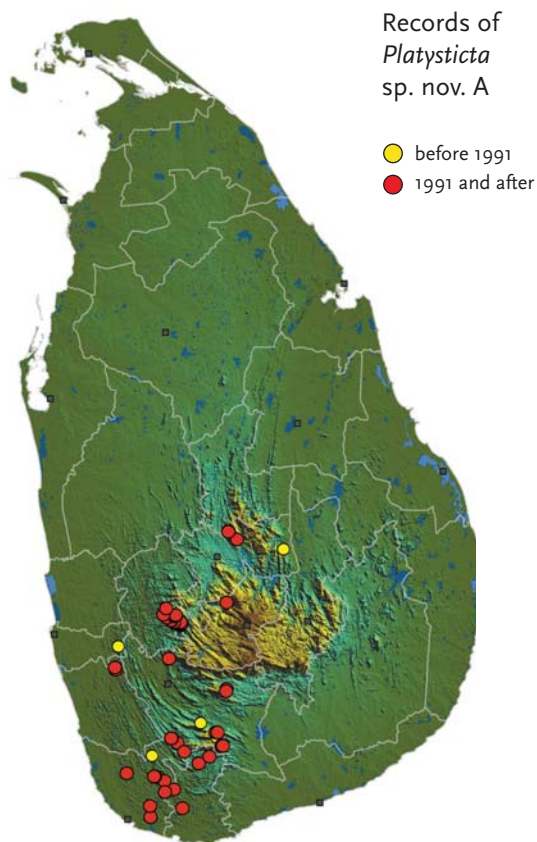 Records of
Platysticta
sp. nov. A
before 1991
1991 and after